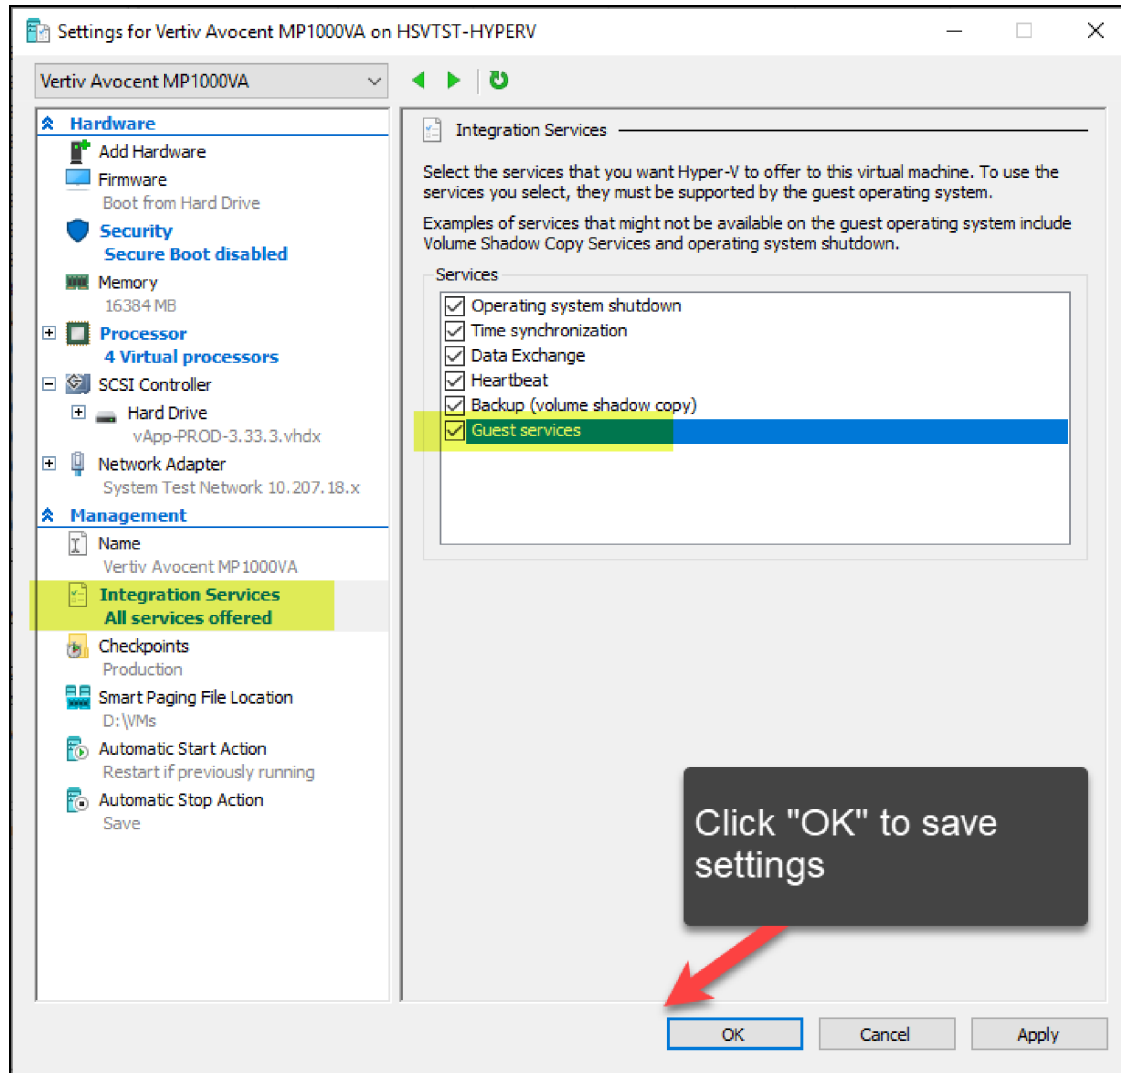 Settings for Vertiv Avocent MP1000VA on HSVTST-HYPERV
Vertiv Avocent MP1000VA
Hardware
Add Hardware
Firmware
Boot from Hard Drive
Security
Secure Boot disabled
Memory
16384 MB
Processor
4 Virtual processors
SCSI Controller
Hard Drive
vApp-PROD-3.33.3.vhdx
Network Adapter
System Test Network 10.207.18.x
Management
Name
Vertiv Avocent MP1000VA
Integration Services
All services offered
Checkpoints
Production
Smart Paging File Location
D:\VMs
Automatic Start Action
Restart if previously running
Automatic Stop Action
Save
Integration Services
Select the services that you want Hyper-V to offer to this virtual machine. To use the
services you select, they must be supported by the guest operating system.
Examples of services that might not be available on the guest operating system include
Volume Shadow Copy Services and operating system shutdown.
Services
Operating system shutdown
Time synchronization
Data Exchange
Heartbeat
Backup (volume shadow copy)
Guest services
Click "OK" to save
settings
OK
Cancel
Apply